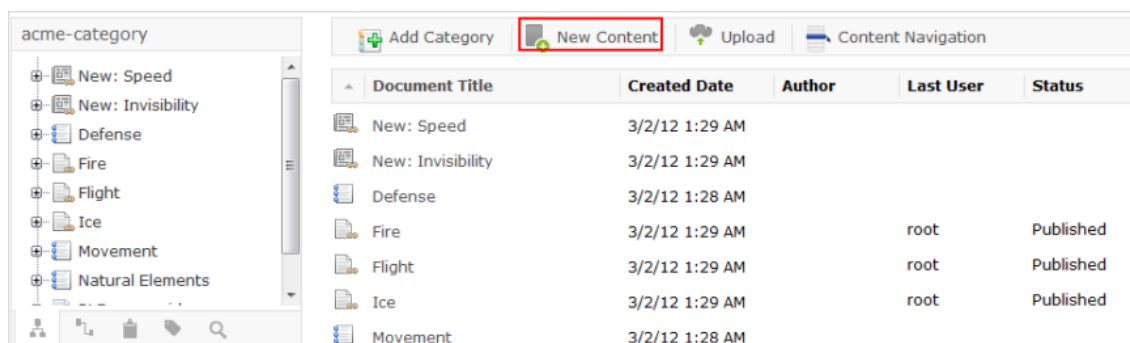 acme-category
New: Speed
New: Invisibility
Defense
Fire
Flight
Ice
Movement
Natural Elements
Add Category New Content Upload Content Navigation
Document Title Created Date Author Last User Status
New: Speed 3/2/12 1:29 AM
New: Invisibility 3/2/12 1:29 AM
Defense 3/2/12 1:28 AM
Fire 3/2/12 1:29 AM root Published
Flight 3/2/12 1:29 AM root Published
Ice 3/2/12 1:29 AM root Published
Movement 3/2/12 1:28 AM